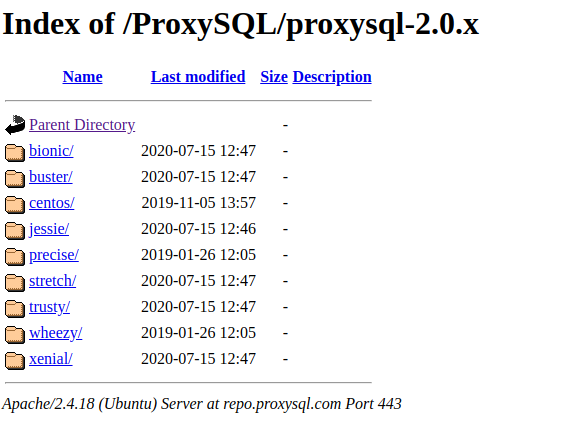 Index of /ProxySQL/proxysql-2.0.x
Name Last modified Size Description
Parent Directory -
bionic/ 2020-07-15 12:47 -
buster/ 2020-07-15 12:47 -
centos/ 2019-11-05 13:57 -
jessie/ 2020-07-15 12:46 -
precise/ 2019-01-26 12:05 -
stretch/ 2020-07-15 12:47 -
trusty/ 2020-07-15 12:47 -
wheezy/ 2019-01-26 12:05 -
xenial/ 2020-07-15 12:47 -
Apache/2.4.18 (Ubuntu) Server at repo.proxysql.com Port 443